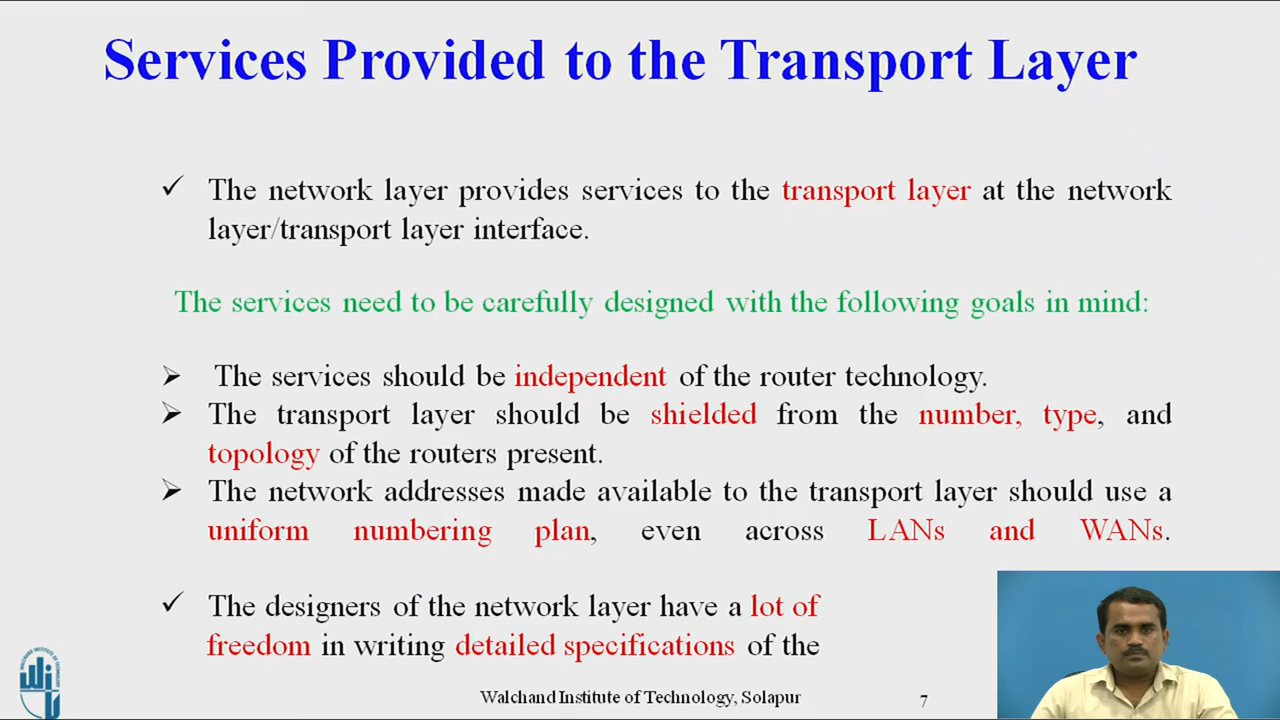 Services Provided to the Transport Layer
✓ The network layer provides services to the transport layer at the network
layer/transport layer interface.
The services need to be carefully designed with the following goals in mind:
➢ The services should be independent of the router technology.
➢ The transport layer should be shielded from the number, type, and
topology of the routers present.
➢ The network addresses made available to the transport layer should use a
uniform numbering plan, even across LANs and WANs.
✓ The designers of the network layer have a lot of
freedom in writing detailed specifications of the
Walchand Institute of Technology, Solapur
7